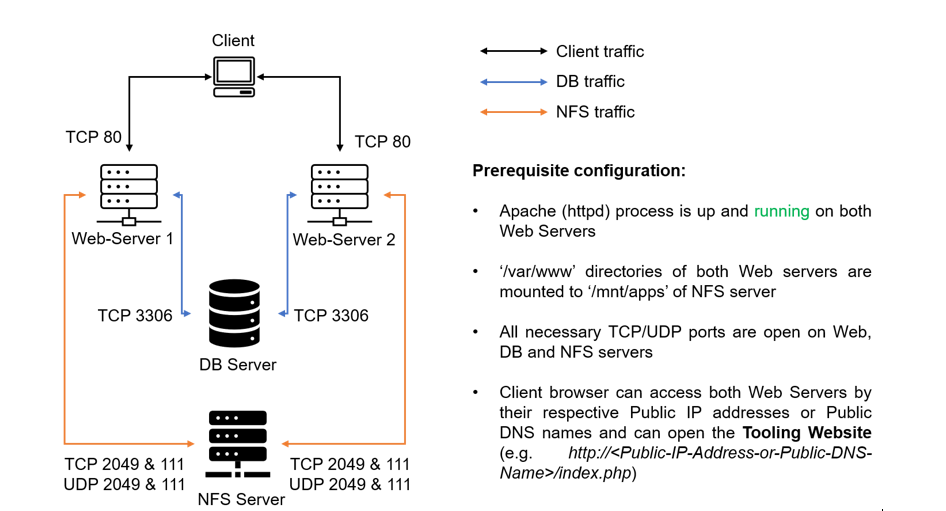 Client
TCP 80
TCP 80
Web-Server 1
Web-Server 2
TCP 3306
TCP 3306
DB Server
TCP 2049 & 111
UDP 2049 & 111
TCP 2049 & 111
UDP 2049 & 111
NFS Server
Client traffic
DB traffic
NFS traffic
Prerequisite configuration:
• Apache (httpd) process is up and running on both
Web Servers
• ‘/var/www’ directories of both Web servers are
mounted to ‘/mnt/apps’ of NFS server
• All necessary TCP/UDP ports are open on Web,
DB and NFS servers
• Client browser can access both Web Servers by
their respective Public IP addresses or Public
DNS names and can open the Tooling Website
(e.g. http://<Public-IP-Address-or-Public-DNS-
Name>/index.php)